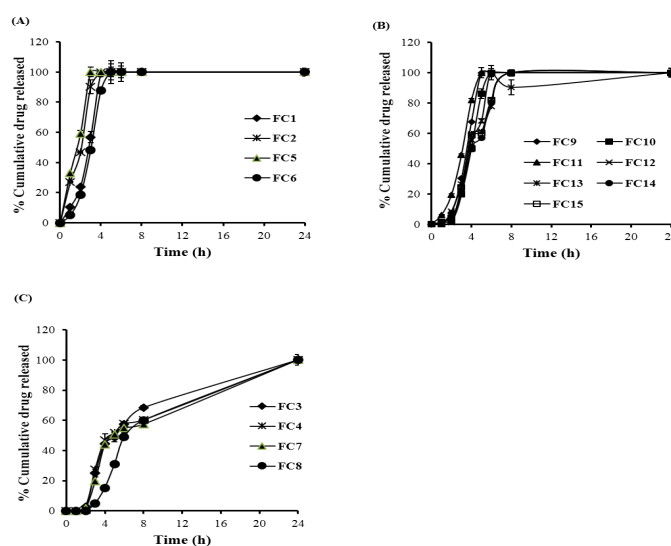 (A)
% Cumulative drug released
120
100
80
60
40
20
0
FC1
FC2
FC5
FC6
0 4 8 12 16 20 24
Time (h)
(B)
% Cumulative drug released
120
100
80
60
40
20
0
FC9 FC10
FC11 FC12
FC13 FC14
FC15
0 4 8 12 16 20 24
Time (h)
(C)
% Cumulative drug released
120
100
80
60
40
20
0
FC3
FC4
FC7
FC8
0 4 8 12 16 20 24
Time (h)